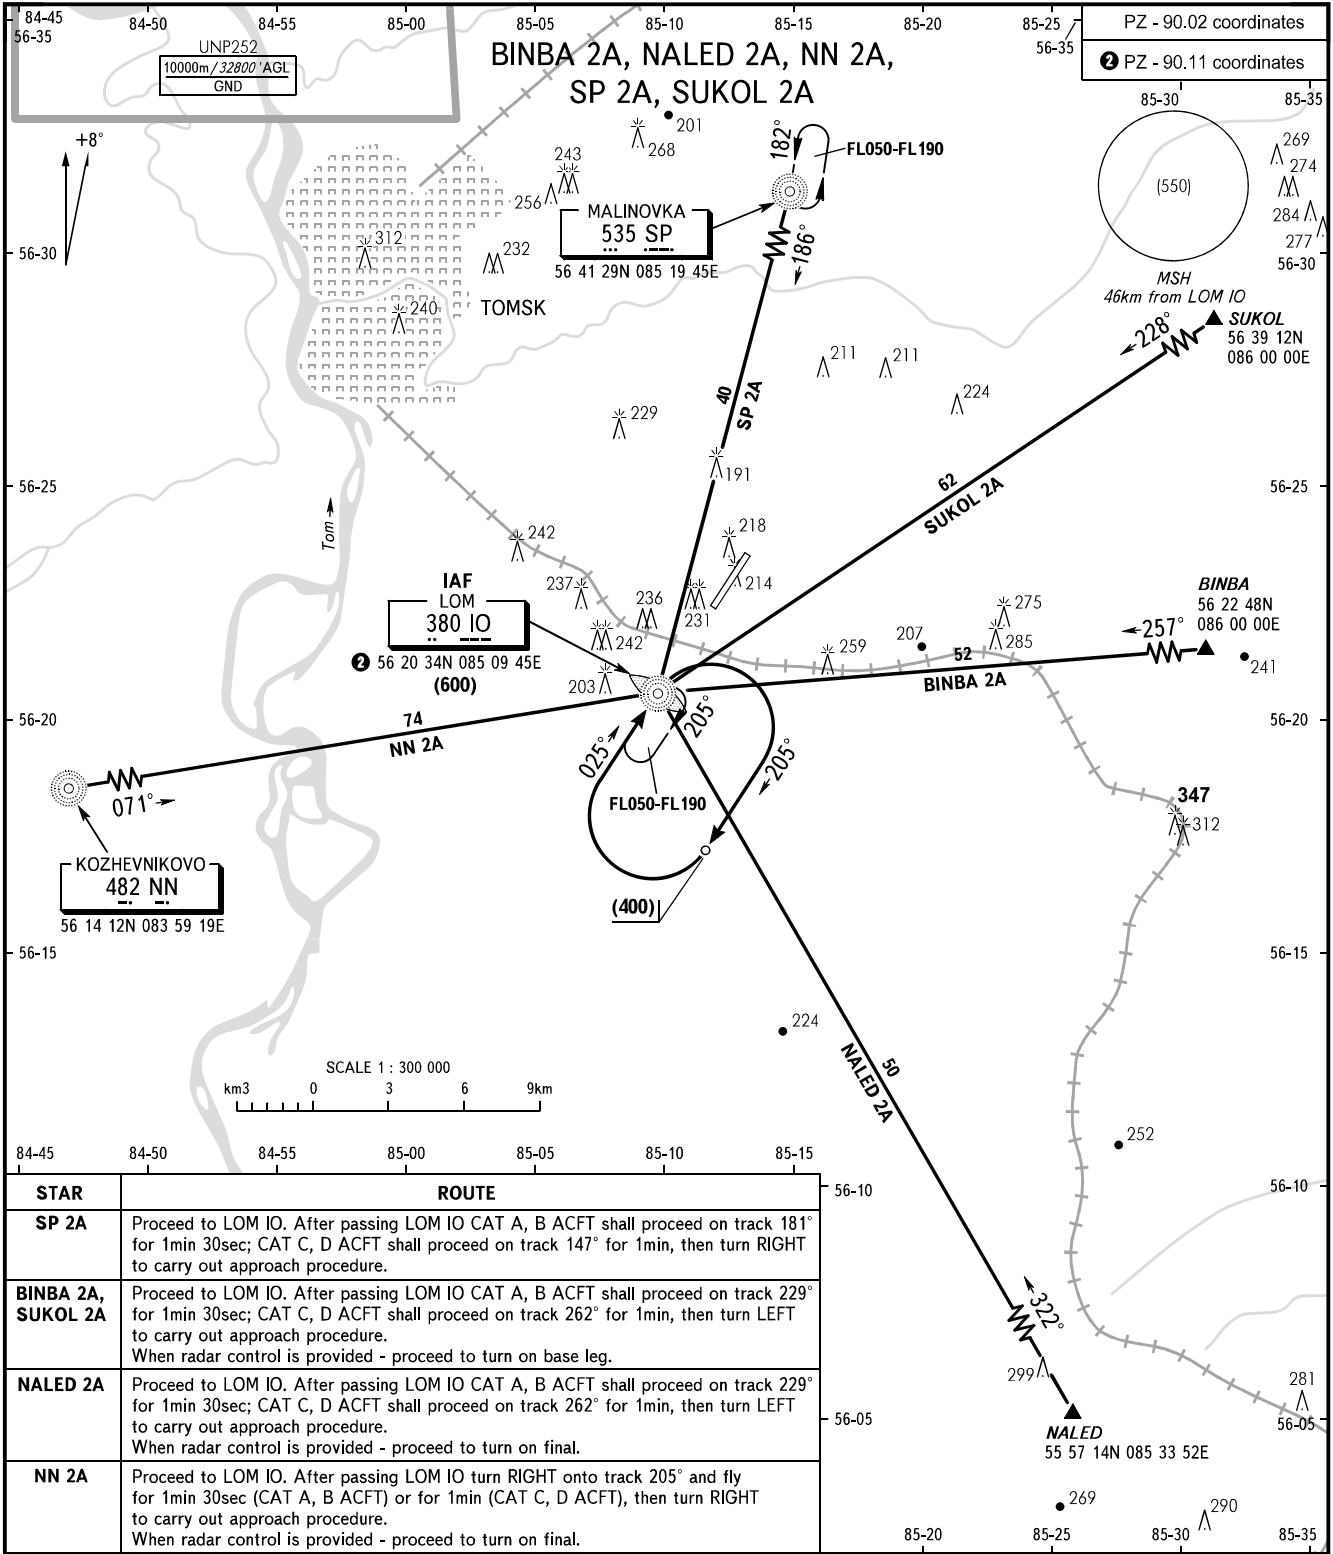 84-45
84-50
84-55
85-00
85-05
85-10
85-15
85-20
85-25
56-35
56-35
PZ - 90.02 coordinates
❷ PZ - 90.11 coordinates
85-30
85-35
UNP252
10000m/32800'AGL
GND
BINBA 2A, NALED 2A, NN 2A,
SP 2A, SUKOL 2A
+8°
201
268
243
256
312
232
240
TOMSK
182°
FL050-FL190
MALINOVKA
535 SP
56 41 29N 085 19 45E
186°
269
274
284
277
(550)
MSH
46km from LOM IO
56-30
56-30
SUKOL
56 39 12N
086 00 00E
228°
211
211
224
229
40
SP 2A
191
56-25
56-25
62
SUKOL 2A
Tom
242
218
214
237
236
231
242
203
IAF
LOM
380 IO
❷ 56 20 34N 085 09 45E
(600)
275
285
207
259
BINBA
56 22 48N
086 00 00E
257°
241
52
BINBA 2A
56-20
56-20
74
NN 2A
071°
025°
205°
205°
FL050-FL190
(400)
347
312
KOZHEVNIKOVO
482 NN
56 14 12N 083 59 19E
56-15
56-15
224
50
NALED 2A
252
SCALE 1 : 300 000
km3
0
3
6
9km
84-45
84-50
84-55
85-00
85-05
85-10
85-15
56-10
56-10
322°
299
281
56-05
56-05
NALED
55 57 14N 085 33 52E
269
290
85-20
85-25
85-30
85-35
STAR
ROUTE
SP 2A
Proceed to LOM IO. After passing LOM IO CAT A, B ACFT shall proceed on track 181°
for 1min 30sec; CAT C, D ACFT shall proceed on track 147° for 1min, then turn RIGHT
to carry out approach procedure.
BINBA 2A,
SUKOL 2A
Proceed to LOM IO. After passing LOM IO CAT A, B ACFT shall proceed on track 229°
for 1min 30sec; CAT C, D ACFT shall proceed on track 262° for 1min, then turn LEFT
to carry out approach procedure.
When radar control is provided - proceed to turn on base leg.
NALED 2A
Proceed to LOM IO. After passing LOM IO CAT A, B ACFT shall proceed on track 229°
for 1min 30sec; CAT C, D ACFT shall proceed on track 262° for 1min, then turn LEFT
to carry out approach procedure.
When radar control is provided - proceed to turn on final.
NN 2A
Proceed to LOM IO. After passing LOM IO turn RIGHT onto track 205° and fly
for 1min 30sec (CAT A, B ACFT) or for 1min (CAT C, D ACFT), then turn RIGHT
to carry out approach procedure.
When radar control is provided - proceed to turn on final.